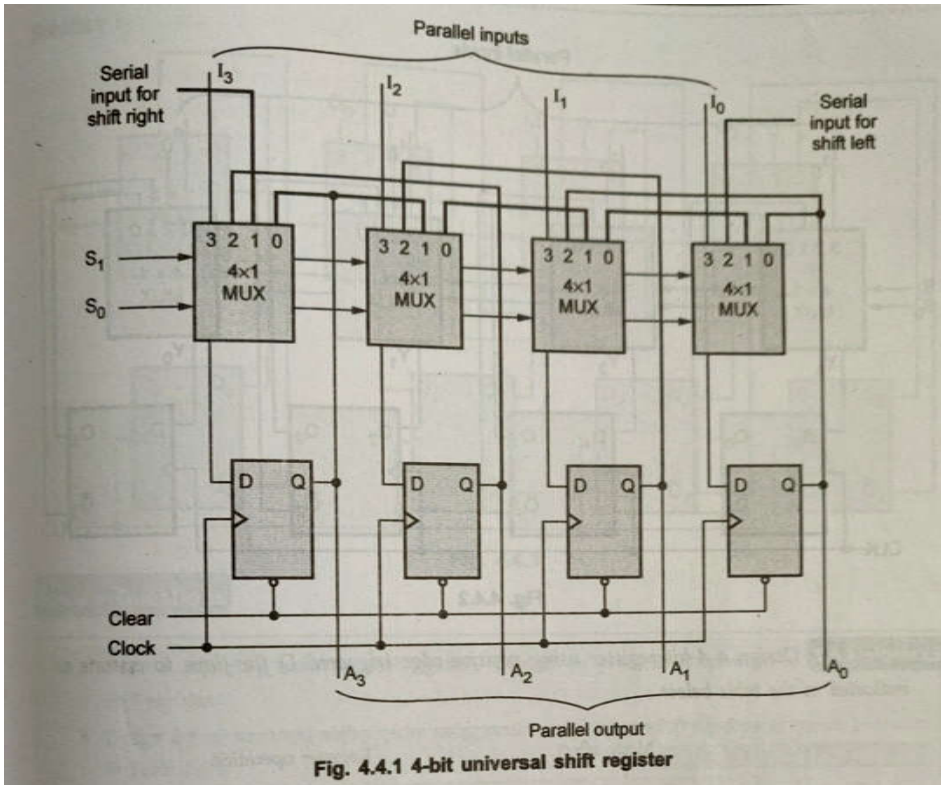 Parallel inputs
Serial
input for
shift right
I3
I2
I1
I0
Serial
input for
shift left
S1
S0
3 2 1 0
4×1
MUX
3 2 1 0
4×1
MUX
3 2 1 0
4×1
MUX
3 2 1 0
4×1
MUX
D Q
D Q
D Q
D Q
Clear
Clock
A3
A2
A1
A0
Parallel output
Fig. 4.4.1 4-bit universal shift register